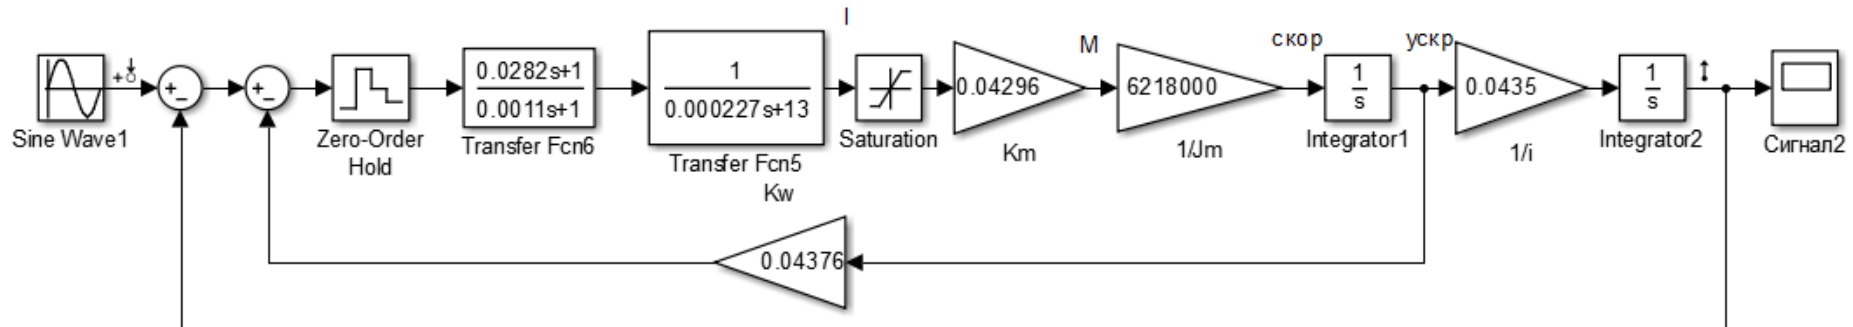 I
M
скор
ускр
0.0282s+1
0.0011s+1
1
0.000227s+13
0.04296
6218000
1
s
0.0435
1
s
Sine Wave1
Zero-Order
Hold
Transfer Fcn6
Transfer Fcn5
Saturation
Km
1/Jm
Integrator1
1/i
Integrator2
Сигнал2
Kw
0.04376